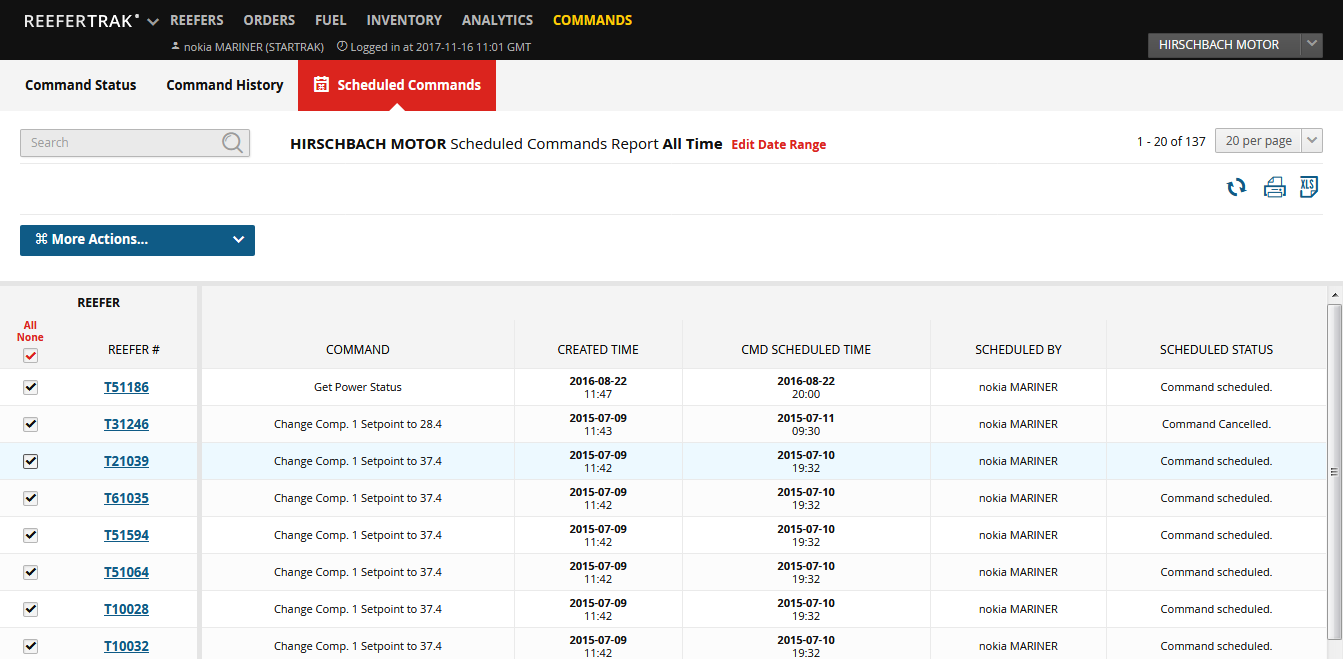 REEFERTRAK REEFERS ORDERS FUEL INVENTORY ANALYTICS COMMANDS
nokia MARINER (STARTRAK) Logged in at 2017-11-16 11:01 GMT
HIRSCHBACH MOTOR
Command Status Command History Scheduled Commands
Search
HIRSCHBACH MOTOR Scheduled Commands Report All Time Edit Date Range
1 - 20 of 137 20 per page
XLS
⌘ More Actions...
REEFER
All
None
REEFER # COMMAND CREATED TIME CMD SCHEDULED TIME SCHEDULED BY SCHEDULED STATUS
T51186 Get Power Status 2016-08-22 11:47 2016-08-22 20:00 nokia MARINER Command scheduled.
T31246 Change Comp. 1 Setpoint to 28.4 2015-07-09 11:43 2015-07-11 09:30 nokia MARINER Command Cancelled.
T21039 Change Comp. 1 Setpoint to 37.4 2015-07-09 11:42 2015-07-10 19:32 nokia MARINER Command scheduled.
T61035 Change Comp. 1 Setpoint to 37.4 2015-07-09 11:42 2015-07-10 19:32 nokia MARINER Command scheduled.
T51594 Change Comp. 1 Setpoint to 37.4 2015-07-09 11:42 2015-07-10 19:32 nokia MARINER Command scheduled.
T51064 Change Comp. 1 Setpoint to 37.4 2015-07-09 11:42 2015-07-10 19:32 nokia MARINER Command scheduled.
T10028 Change Comp. 1 Setpoint to 37.4 2015-07-09 11:42 2015-07-10 19:32 nokia MARINER Command scheduled.
T10032 Change Comp. 1 Setpoint to 37.4 2015-07-09 11:42 2015-07-10 19:32 nokia MARINER Command scheduled.